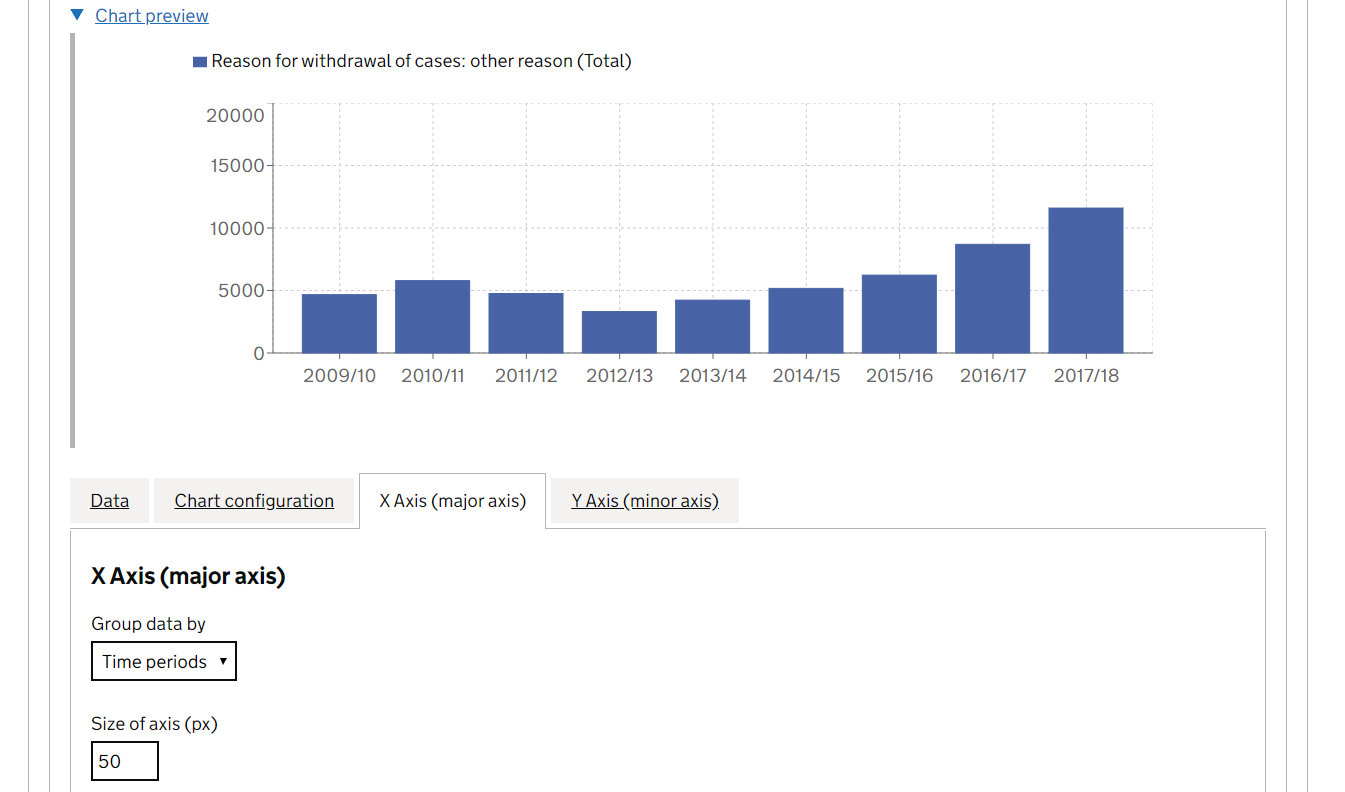 Chart preview
Reason for withdrawal of cases: other reason (Total)
20000
15000
10000
5000
0
2009/10 2010/11 2011/12 2012/13 2013/14 2014/15 2015/16 2016/17 2017/18
Data Chart configuration X Axis (major axis) Y Axis (minor axis)
X Axis (major axis)
Group data by
Time periods
Size of axis (px)
50